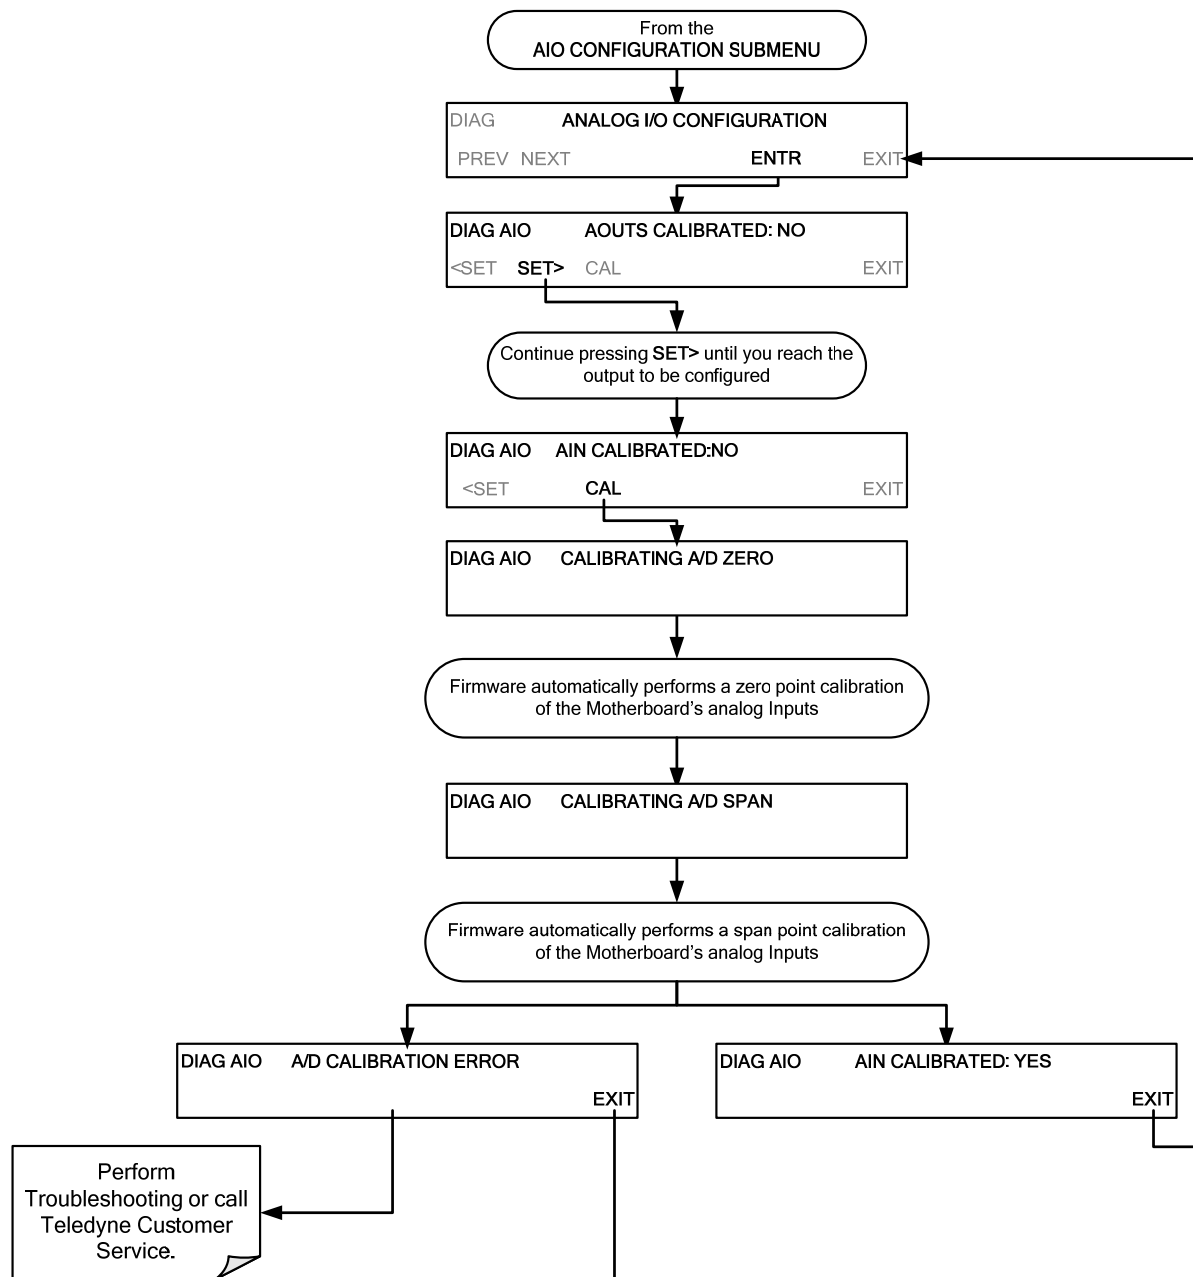 From the
AIO CONFIGURATION SUBMENU
DIAG ANALOG I/O CONFIGURATION
PREV NEXT ENTR EXIT
DIAG AIO AOUTS CALIBRATED: NO
<SET SET> CAL EXIT
Continue pressing SET> until you reach the
output to be configured
DIAG AIO AIN CALIBRATED:NO
<SET CAL EXIT
DIAG AIO CALIBRATING A/D ZERO
Firmware automatically performs a zero point calibration
of the Motherboard's analog Inputs
DIAG AIO CALIBRATING A/D SPAN
Firmware automatically performs a span point calibration
of the Motherboard's analog Inputs
DIAG AIO A/D CALIBRATION ERROR
EXIT
DIAG AIO AIN CALIBRATED: YES
EXIT
Perform
Troubleshooting or call
Teledyne Customer
Service.